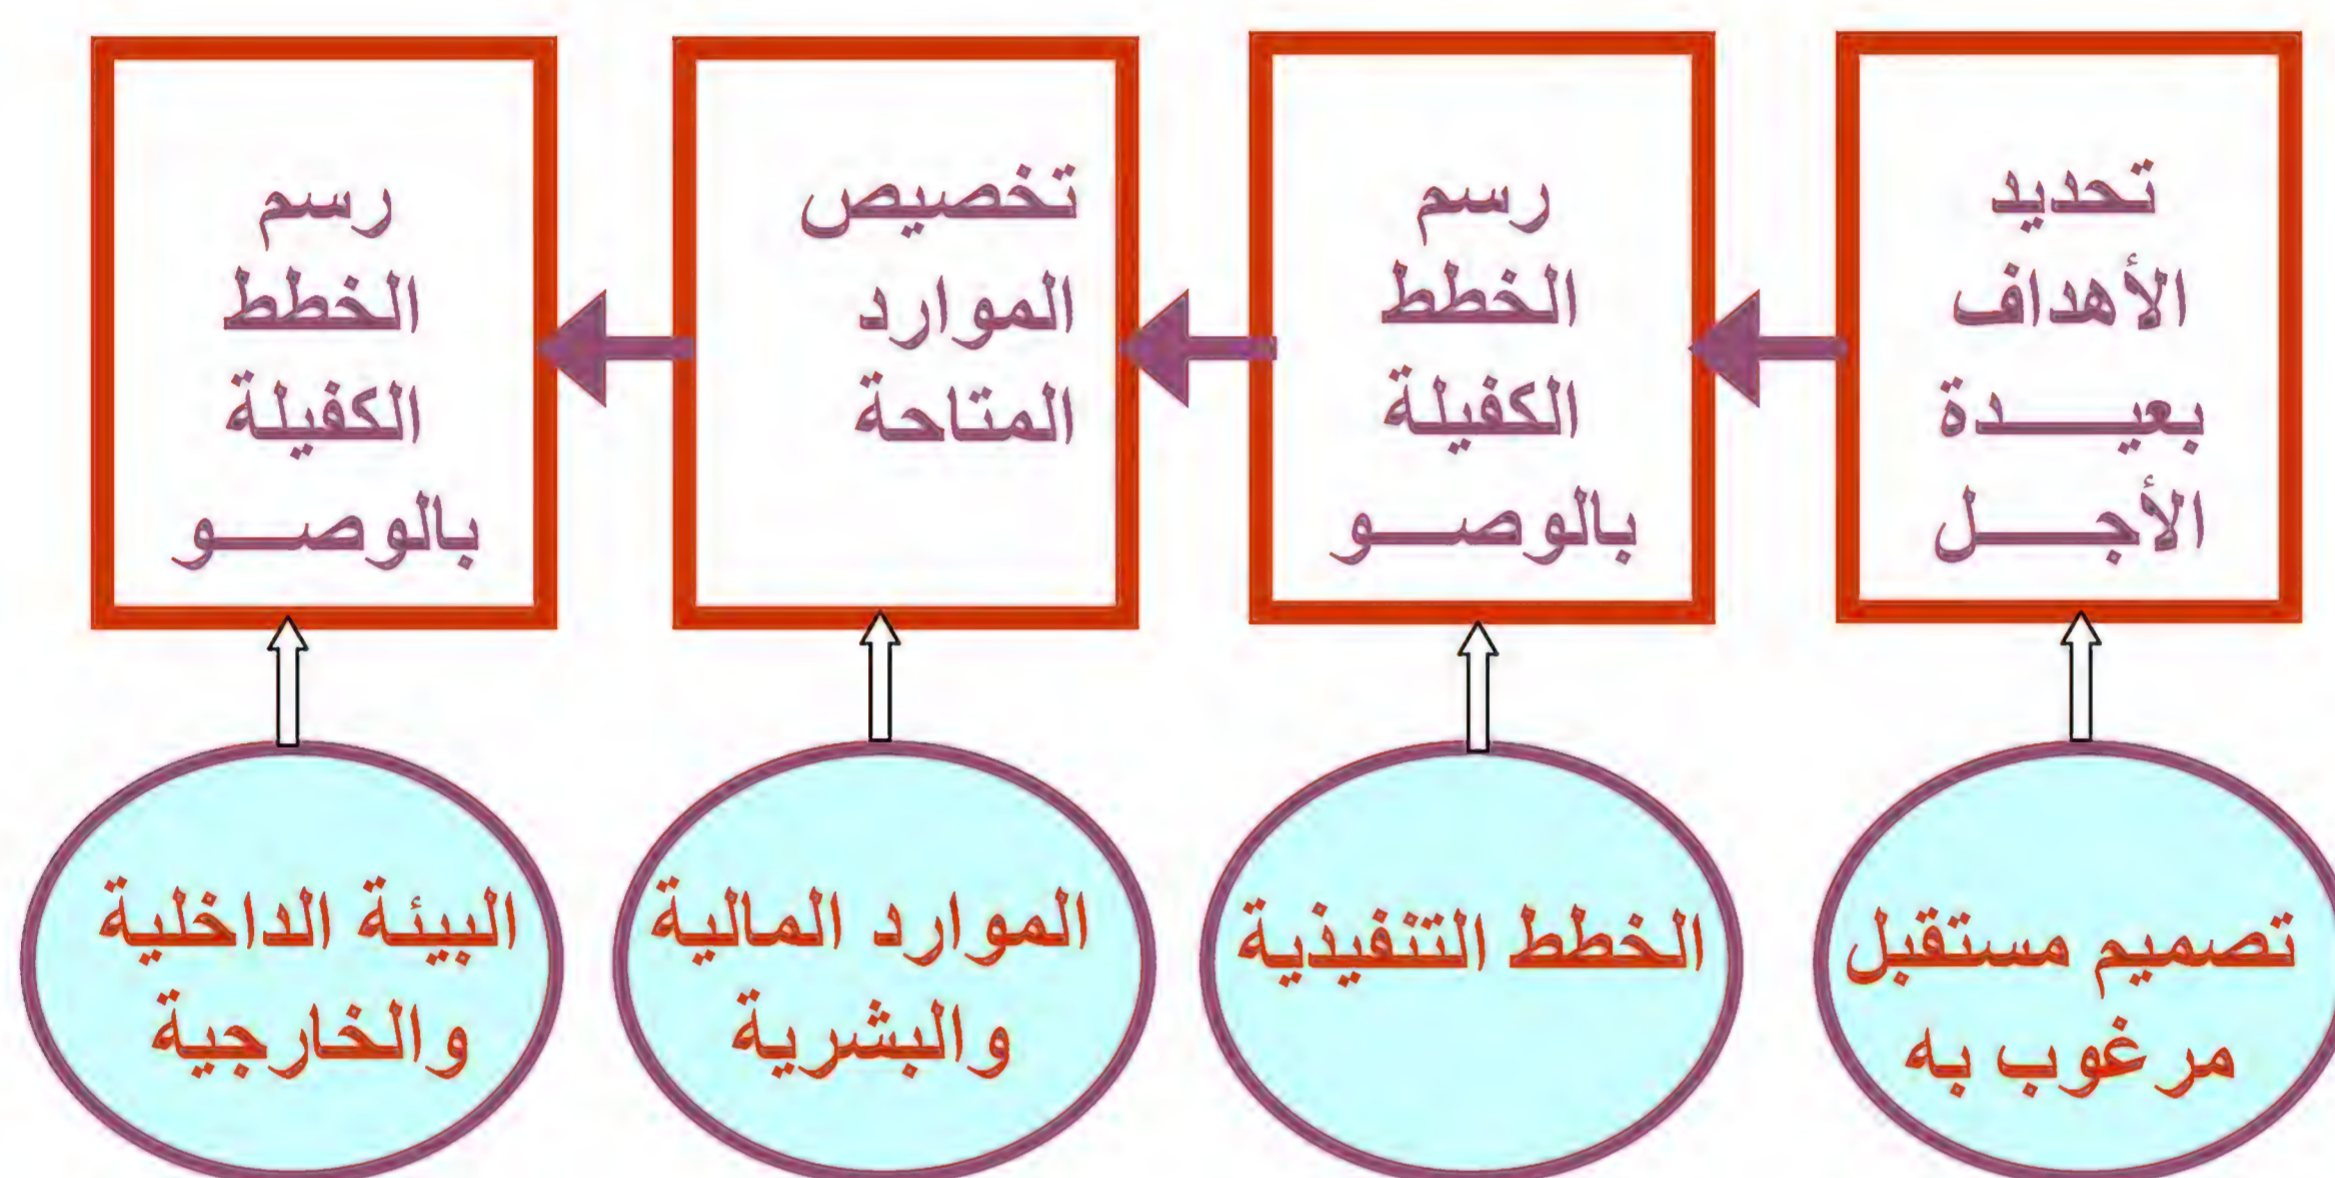 تحديد
الأهداف
بعيـــدة
الأجـــل
رسم
الخطط
الكفيلة
بالوصـــو
تخصيص
الموارد
المتاحة
رسم
الخطط
الكفيلة
بالوصـــو
تصميم مستقبل
مرغوب به
الخطط التنفيذية
الموارد المالية
والبشرية
البيئة الداخلية
والخارجية